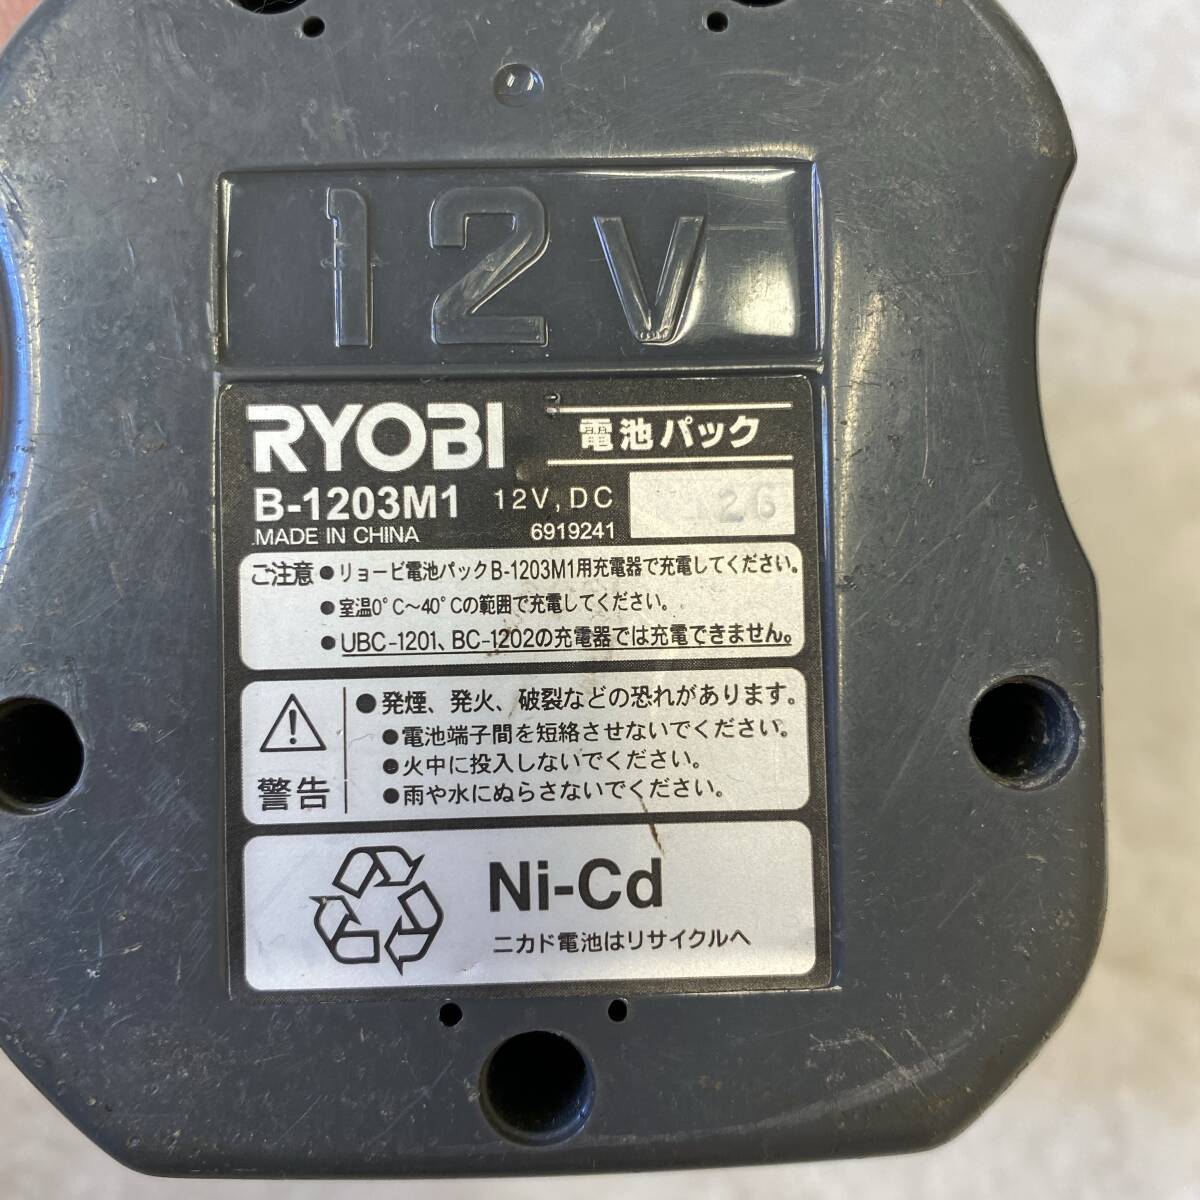 12V
RYOBI
電池パック
B-1203M1 12V, DC
MADE IN CHINA 6919241
ご注意 ●リョービ電池パックB-1203M1用充電器で充電してください。
●室温0°C～40°Cの範囲で充電してください。
●UBC-1201、BC-1202の充電器では充電できません。
●発煙、発火、破裂などの恐れがあります。
●電池端子間を短絡させないでください。
●火中に投入しないでください。
●雨や水にぬらさないでください。
警告
Ni-Cd
ニカド電池はリサイクルへ